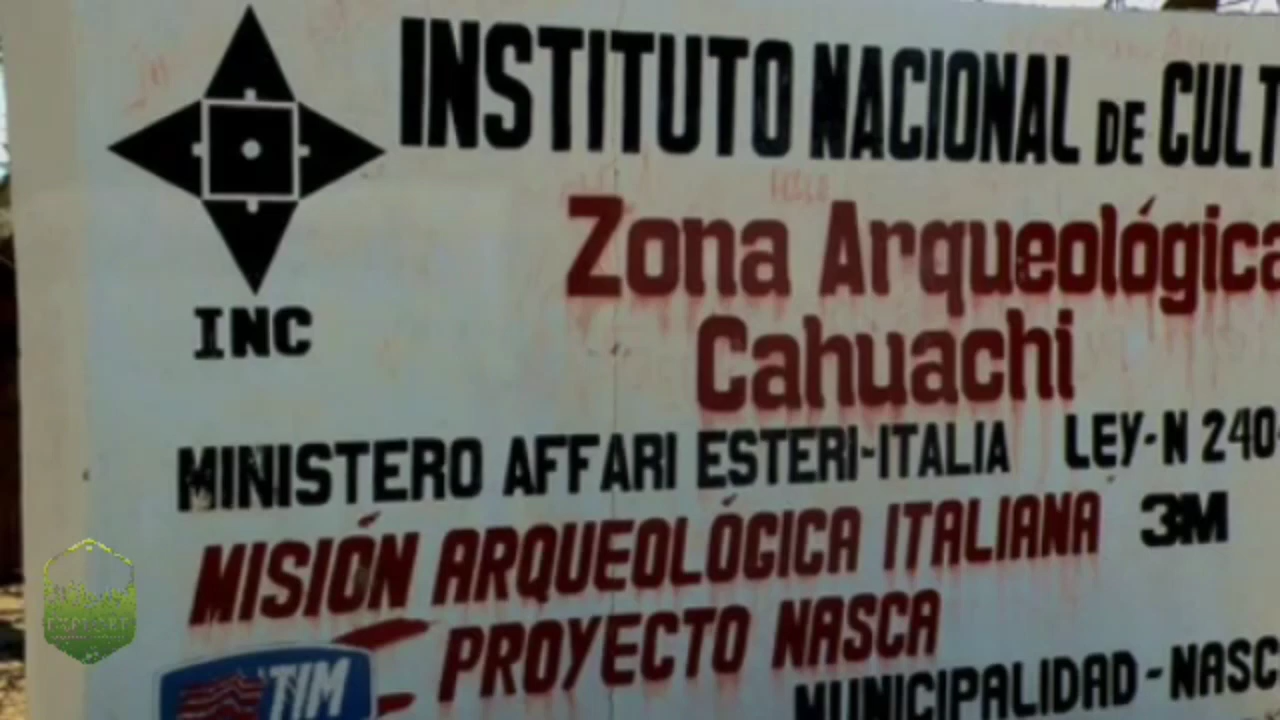 INSTITUTO NACIONAL DE CULT
INC
Zona Arqueológica
Cahuachi
MINISTERO AFFARI ESTERI-ITALIA LEY-N 240
MISIÓN ARQUEOLÓGICA ITALIANA 3M
PROYECTO NASCA
TIM
MUNICIPALIDAD-NASC